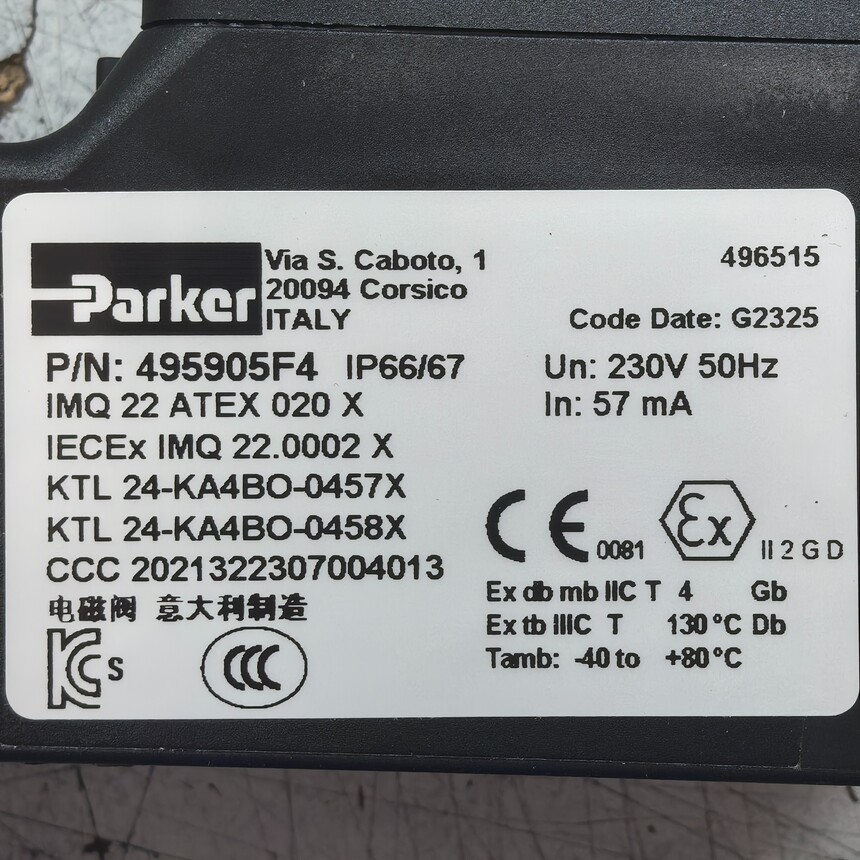 Parker
Via S. Caboto, 1
20094 Corsico
ITALY
496515
Code Date: G2325
P/N: 495905F4 IP66/67
Un: 230V 50Hz
IMQ 22 ATEX 020 X
In: 57 mA
IECEx IMQ 22.0002 X
KTL 24-KA4BO-0457X
KTL 24-KA4BO-0458X
CCC 2021322307004013
电磁阀 意大利制造
KC s
CCC
CE 0081
Ex II 2 G D
Ex db mb IIC T 4 Gb
Ex tb IIIC T 130°C Db
Tamb: -40 to +80°C